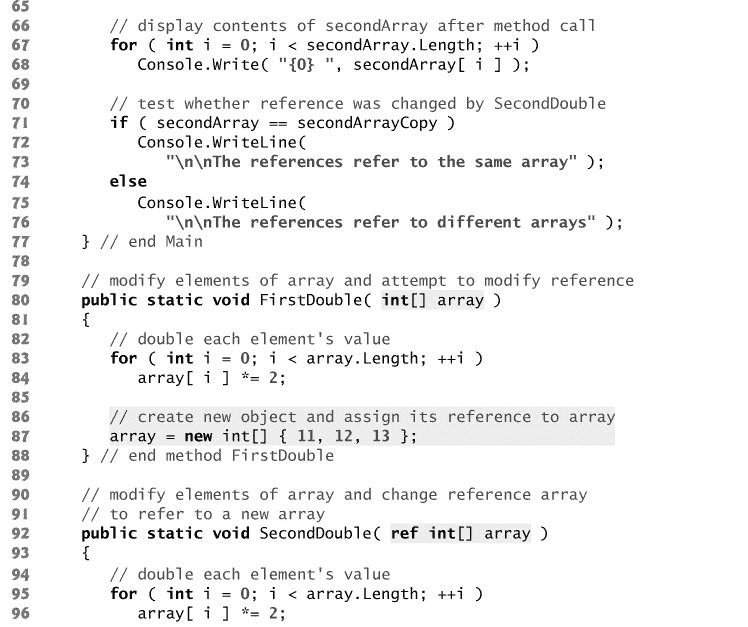 65
66 // display contents of secondArray after method call
67 for ( int i = 0; i < secondArray.Length; ++i )
68 Console.Write( "{0} ", secondArray[ i ] );
69
70 // test whether reference was changed by SecondDouble
71 if ( secondArray == secondArrayCopy )
72 Console.WriteLine(
73 "\n\nThe references refer to the same array" );
74 else
75 Console.WriteLine(
76 "\n\nThe references refer to different arrays" );
77 } // end Main
78
79 // modify elements of array and attempt to modify reference
80 public static void FirstDouble( int[] array )
81 {
82 // double each element's value
83 for ( int i = 0; i < array.Length; ++i )
84 array[ i ] *= 2;
85
86 // create new object and assign its reference to array
87 array = new int[] { 11, 12, 13 };
88 } // end method FirstDouble
89
90 // modify elements of array and change reference array
91 // to refer to a new array
92 public static void SecondDouble( ref int[] array )
93 {
94 // double each element's value
95 for ( int i = 0; i < array.Length; ++i )
96 array[ i ] *= 2;